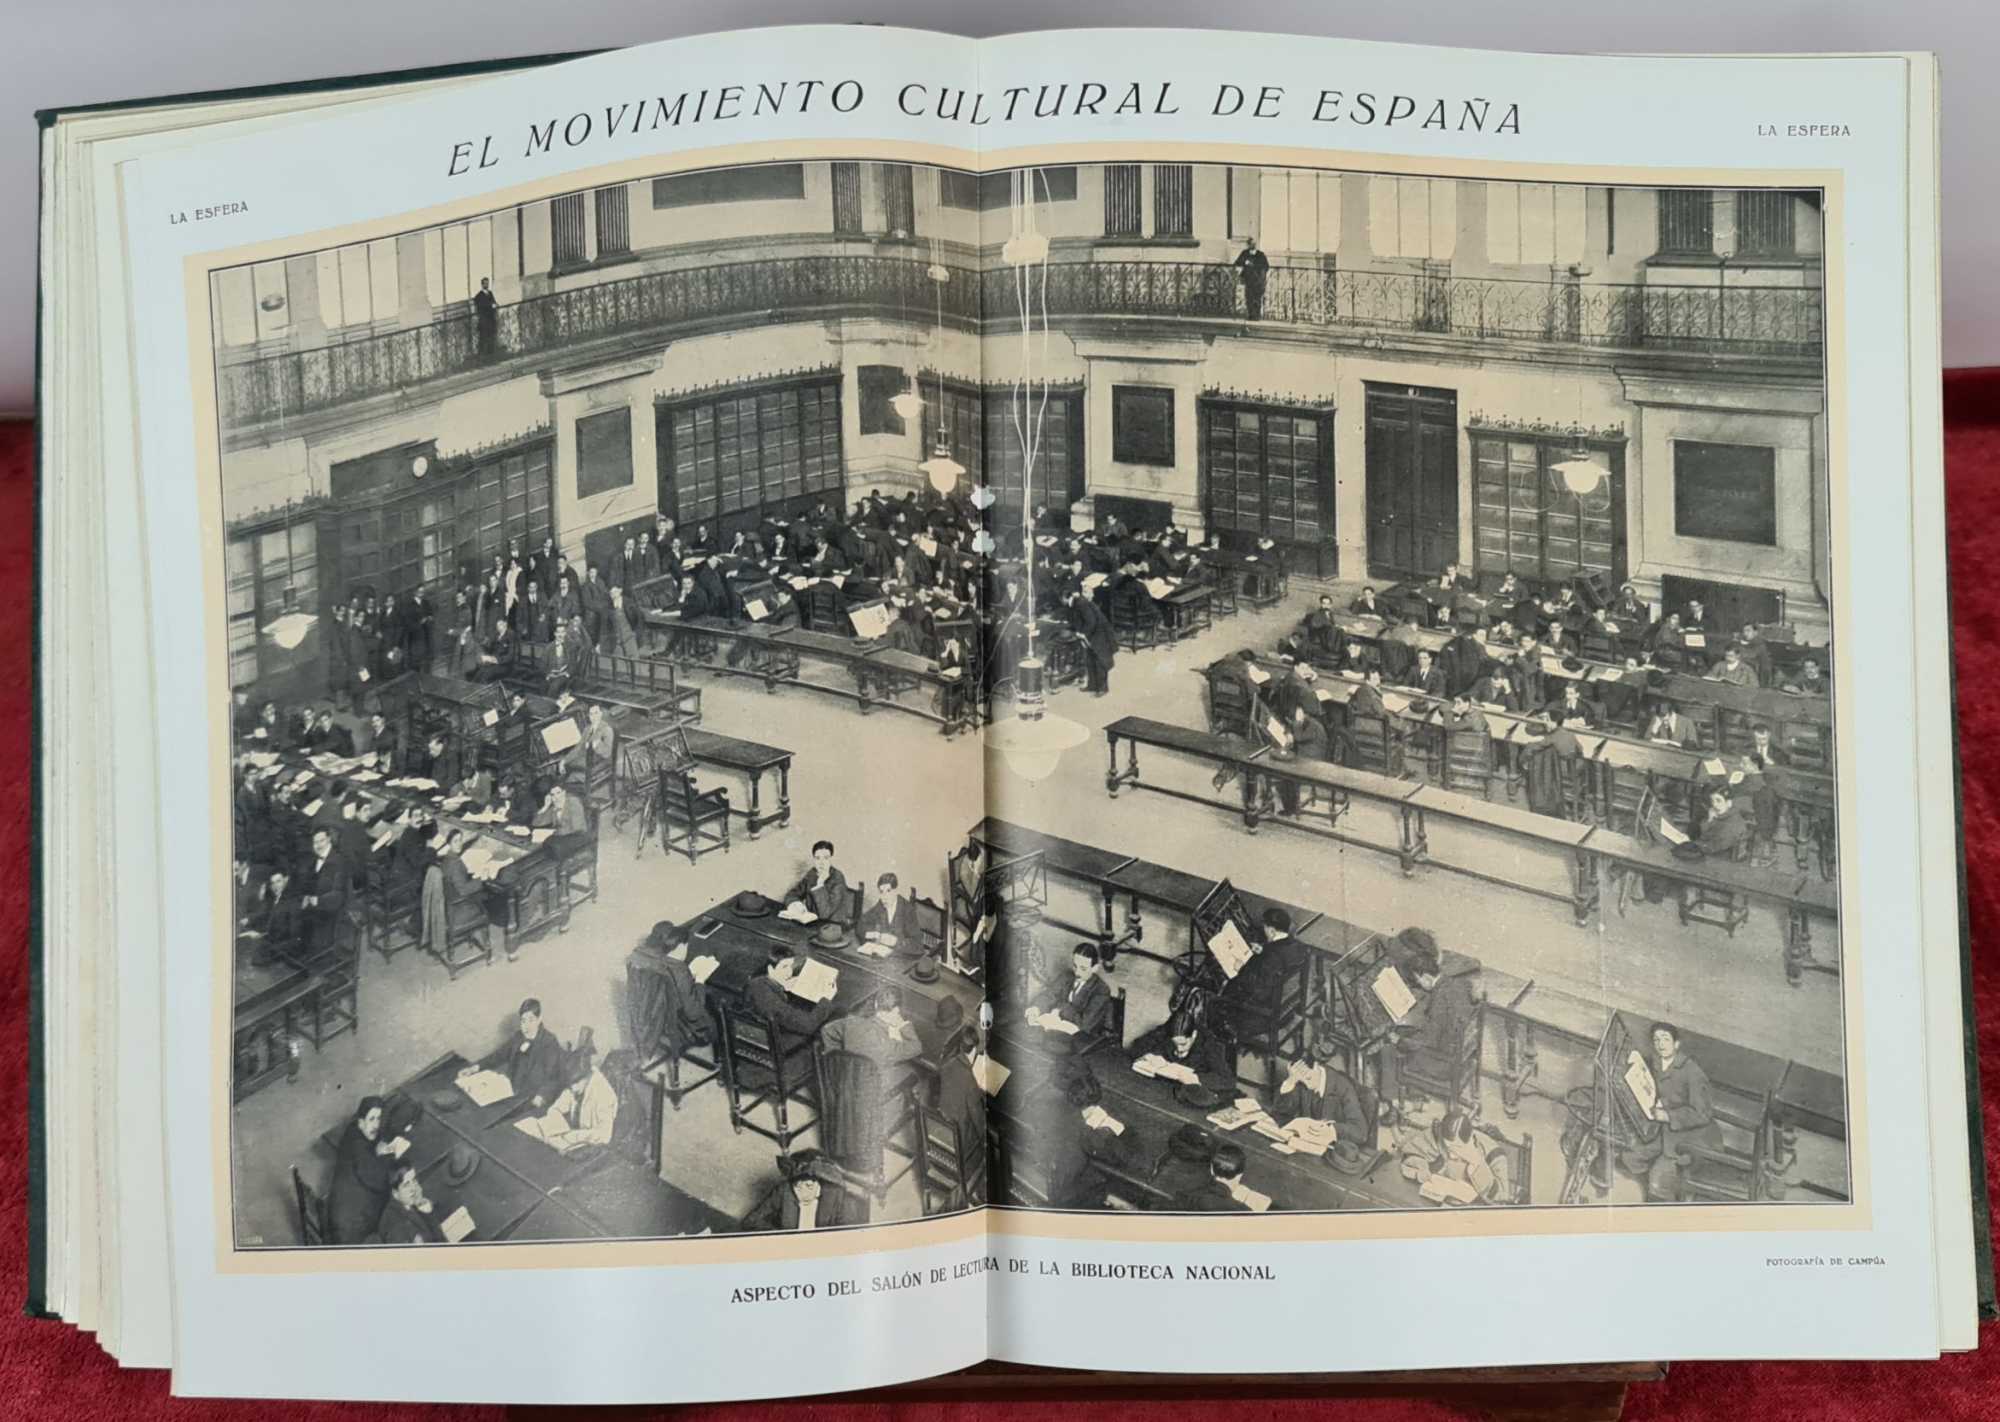 EL MOVIMIENTO CULTURAL DE ESPAÑA
LA ESFERA
LA ESFERA
ASPECTO DEL SALÓN DE LECTURA DE LA BIBLIOTECA NACIONAL
FOTOGRAFÍA DE CAMPÚA